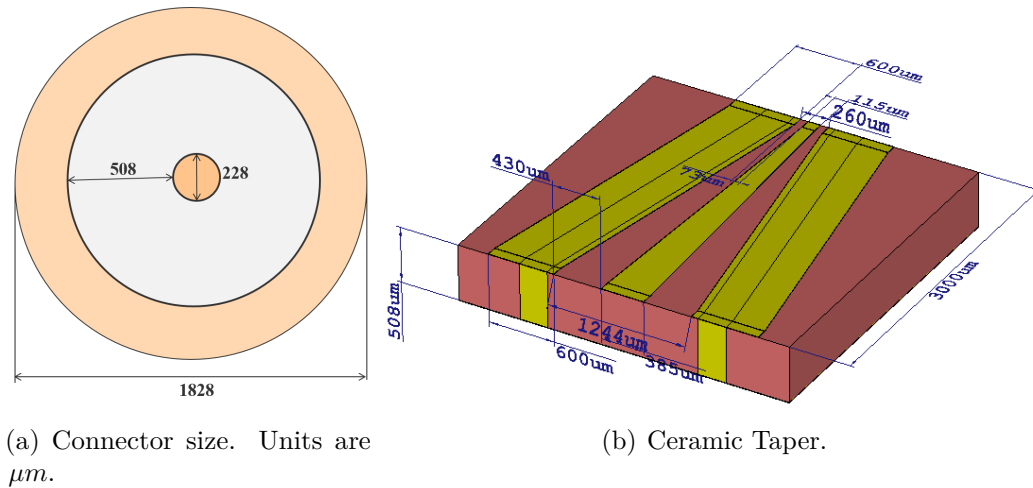 508
228
1828
600um
115um
260um
430um
73um
508um
1244um
600um
385um
3000um
(a) Connector size. Units are
μm.
(b) Ceramic Taper.